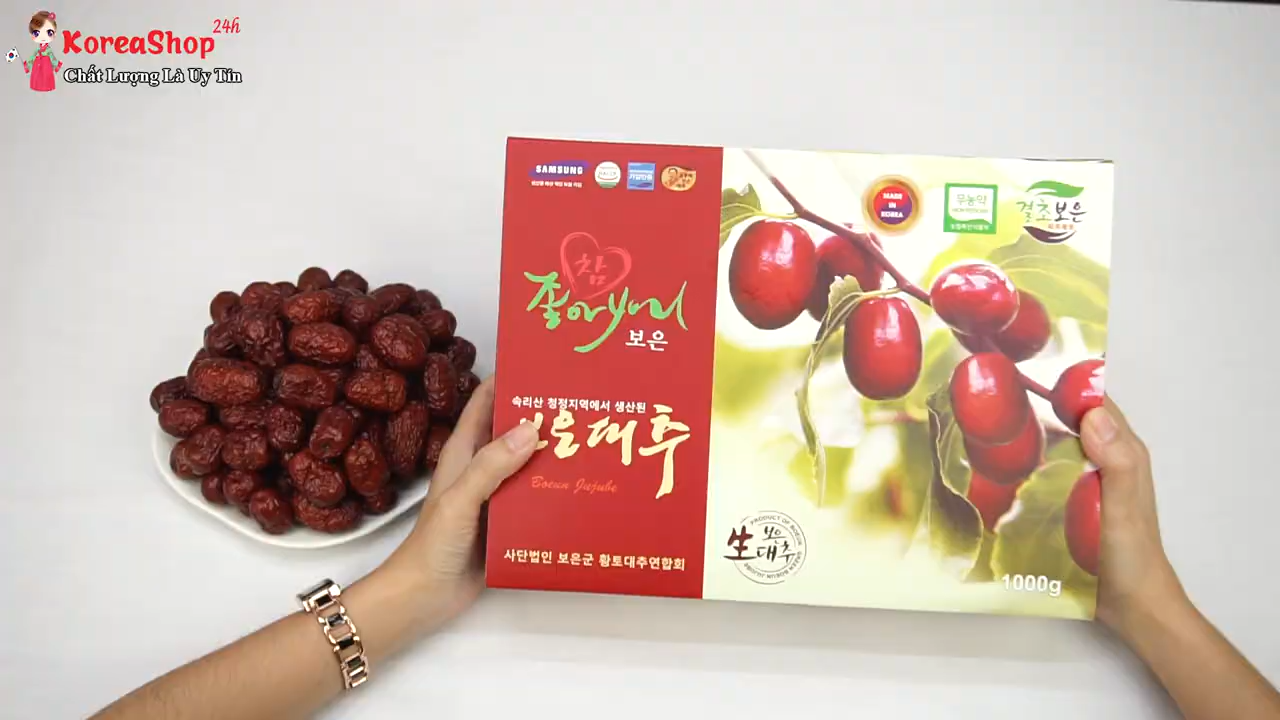 KoreaShop 24h
Chất Lượng Là Uy Tín
SAMSUNG
MADE IN KOREA
무농약
결초보은
참
좋아
보은
속리산 청정지역에서 생산된
보은대추
Boeun Jujube
사단법인 보은군 황토대추연합회
生
보은
대추
PRODUCT OF BOEUN
1000g